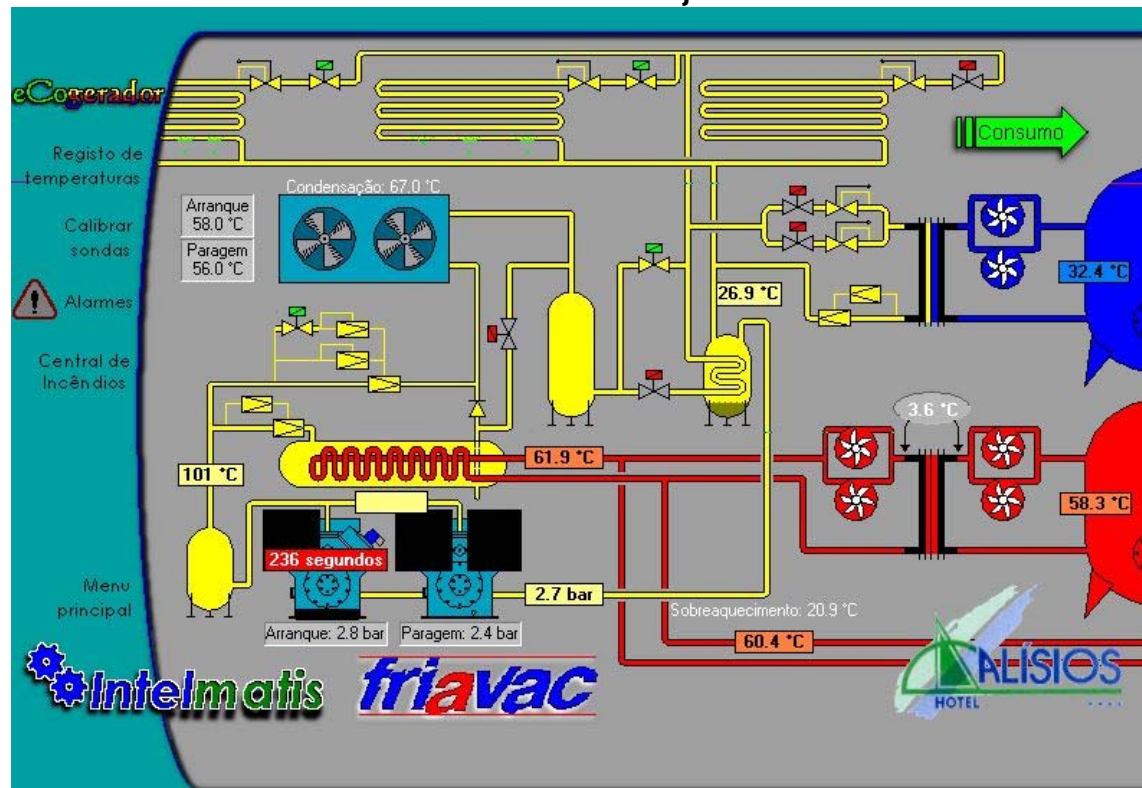 eCogerador
Consumo
Registo de
temperaturas
Condensação: 67.0 °C
Arranque
58.0 °C
Paragem
56.0 °C
Calibrar
sondas
32.4 °C
26.9 °C
Alarmes
Central de
Incêndios
3.6 °C
61.9 °C
101 °C
58.3 °C
236 segundos
Menu
principal
2.7 bar
Sobreaquecimento: 20.9 °C
Arranque: 2.8 bar
Paragem: 2.4 bar
60.4 °C
Intelmatis
friavac
ALÍSIOS
HOTEL